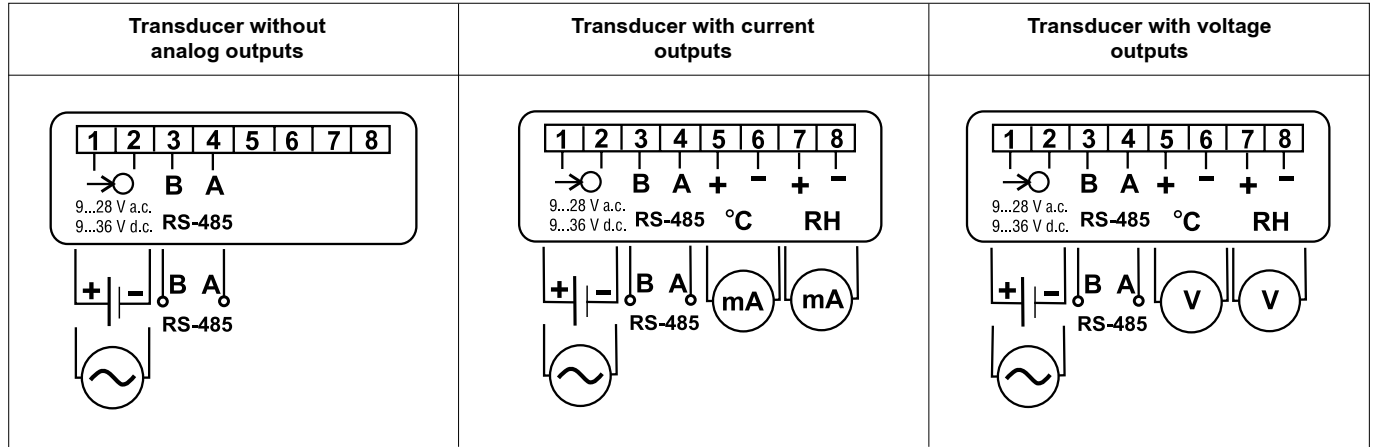 Transducer without
analog outputs
Transducer with current
outputs
Transducer with voltage
outputs
1 2 3 4 5 6 7 8
B A
9...28 V a.c.
9...36 V d.c. RS-485
+ - B A
RS-485
1 2 3 4 5 6 7 8
B A + - + -
9...28 V a.c.
9...36 V d.c. RS-485 °C RH
+ - B A mA mA
RS-485
1 2 3 4 5 6 7 8
B A + - + -
9...28 V a.c.
9...36 V d.c. RS-485 °C RH
+ - B A V V
RS-485